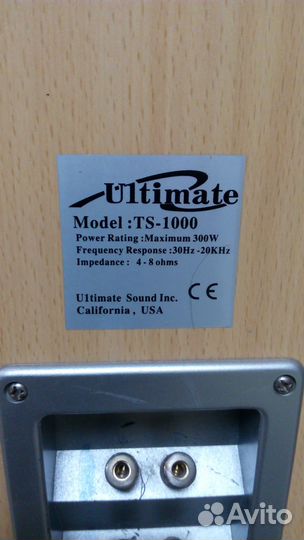 Ultimate
Model :TS-1000
Power Rating :Maximum 300W
Frequency Response :30Hz -20KHz
Impedance : 4 - 8 ohms
U1timate Sound Inc.
California , USA
CE
Avito